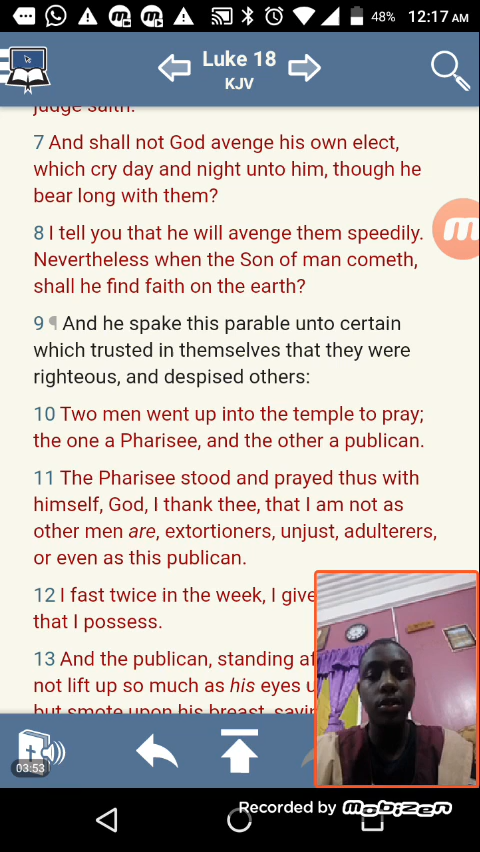 48% 12:17 AM
Luke 18
KJV
judge saith.
7 And shall not God avenge his own elect,
which cry day and night unto him, though he
bear long with them?
8 I tell you that he will avenge them speedily.
Nevertheless when the Son of man cometh,
shall he find faith on the earth?
9 ¶ And he spake this parable unto certain
which trusted in themselves that they were
righteous, and despised others:
10 Two men went up into the temple to pray;
the one a Pharisee, and the other a publican.
11 The Pharisee stood and prayed thus with
himself, God, I thank thee, that I am not as
other men are, extortioners, unjust, adulterers,
or even as this publican.
12 I fast twice in the week, I give
that I possess.
13 And the publican, standing
not lift up so much as his eyes
but smote upon his breast,
03:53
Recorded by mobizen